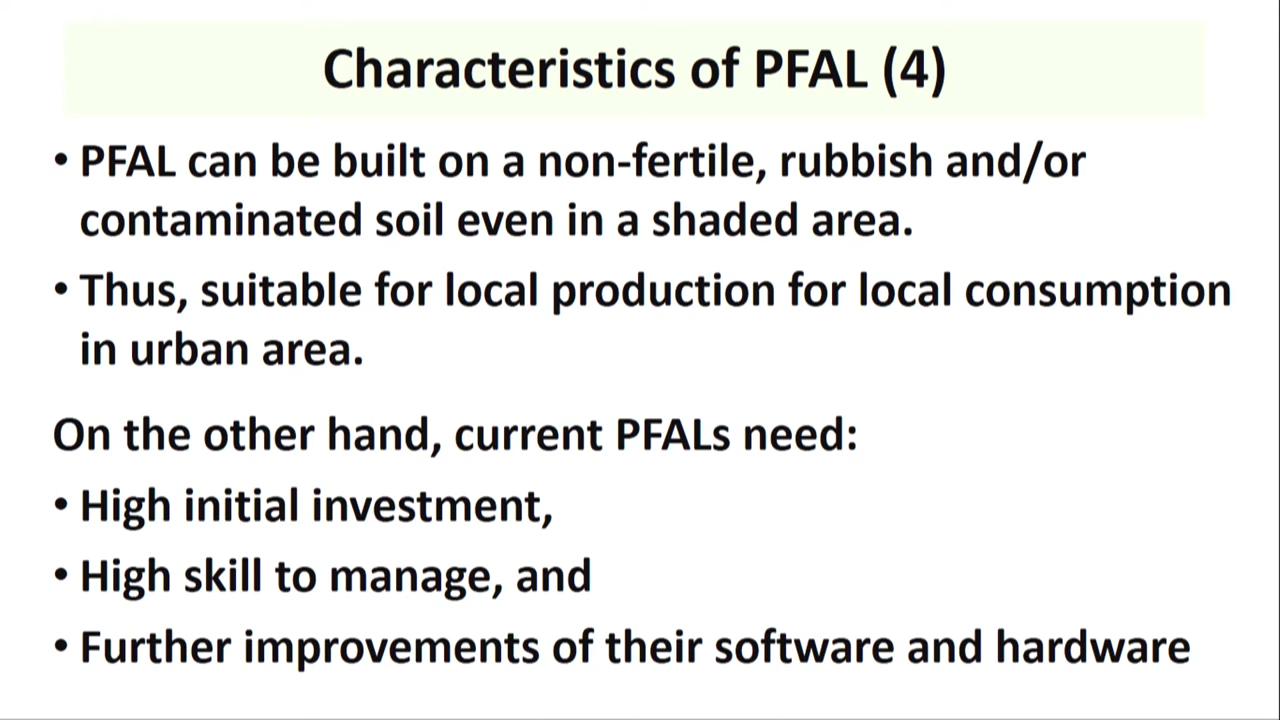 Characteristics of PFAL (4)
• PFAL can be built on a non-fertile, rubbish and/or
contaminated soil even in a shaded area.
• Thus, suitable for local production for local consumption
in urban area.
On the other hand, current PFALs need:
• High initial investment,
• High skill to manage, and
• Further improvements of their software and hardware